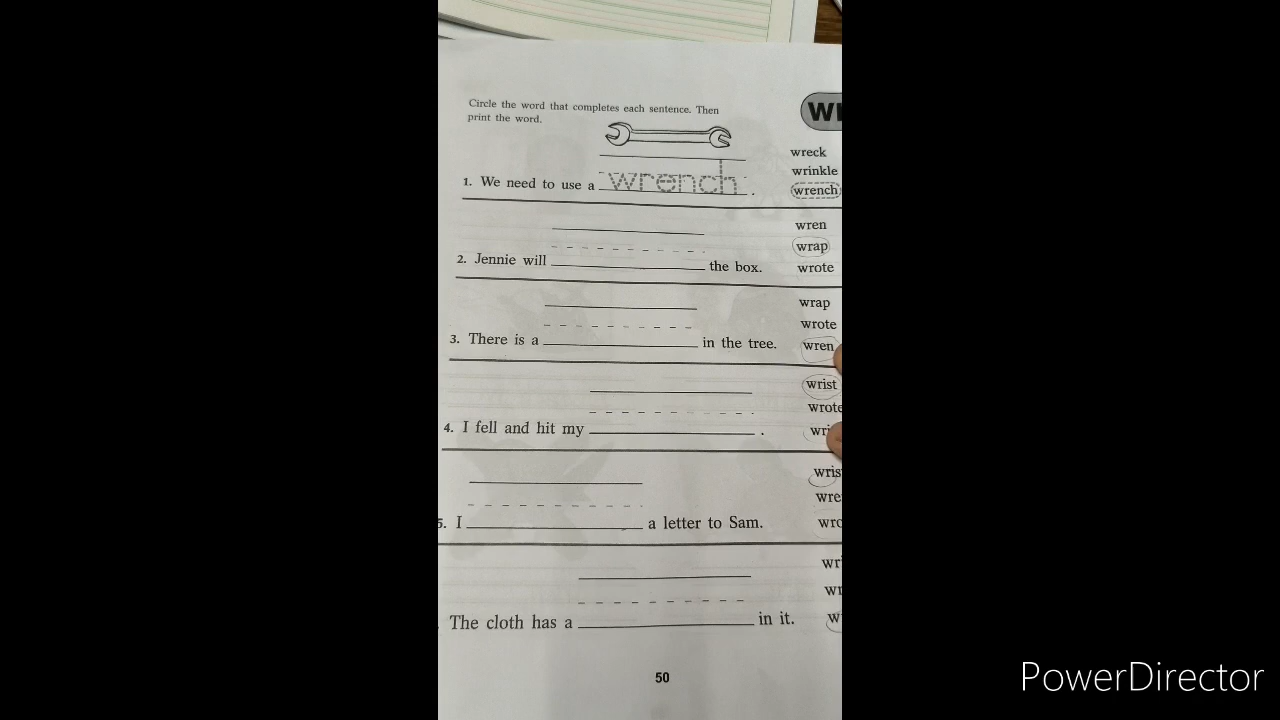 Circle the word that completes each sentence. Then
print the word.
wreck
wrinkle
1. We need to use a wrench .
wrench
wren
wrap
2. Jennie will the box.
wrote
wrap
wrote
3. There is a in the tree.
wren
wrist
wrote
4. I fell and hit my .
5. I a letter to Sam.
The cloth has a in it.
50
PowerDirector